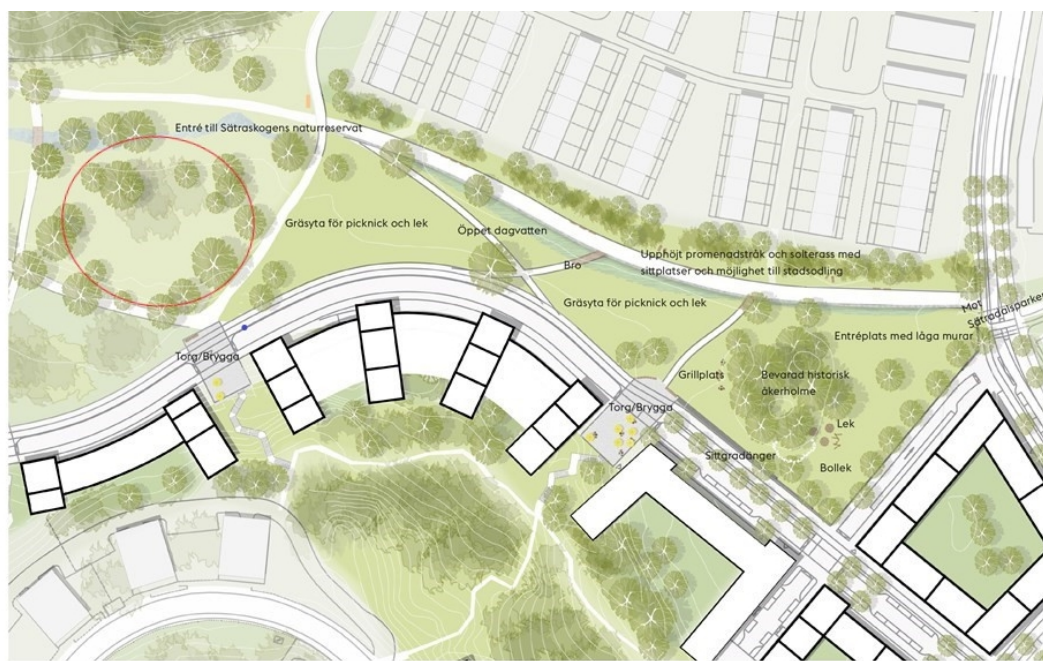 Entré till Sätraskogens naturreservat
Gräsyta för picknick och lek
Öppet dagvatten
Bro
Upphöjt promenadstråk och solterass med
sittplatser och möjlighet till stadsodling
Gräsyta för picknick och lek
Mot
Sätradalsparken
Entréplats med låga murar
Torg/Brygga
Grillplats
Bevarad historisk
åkerholme
Torg/Brygga
Lek
Sittgradänger
Bollek